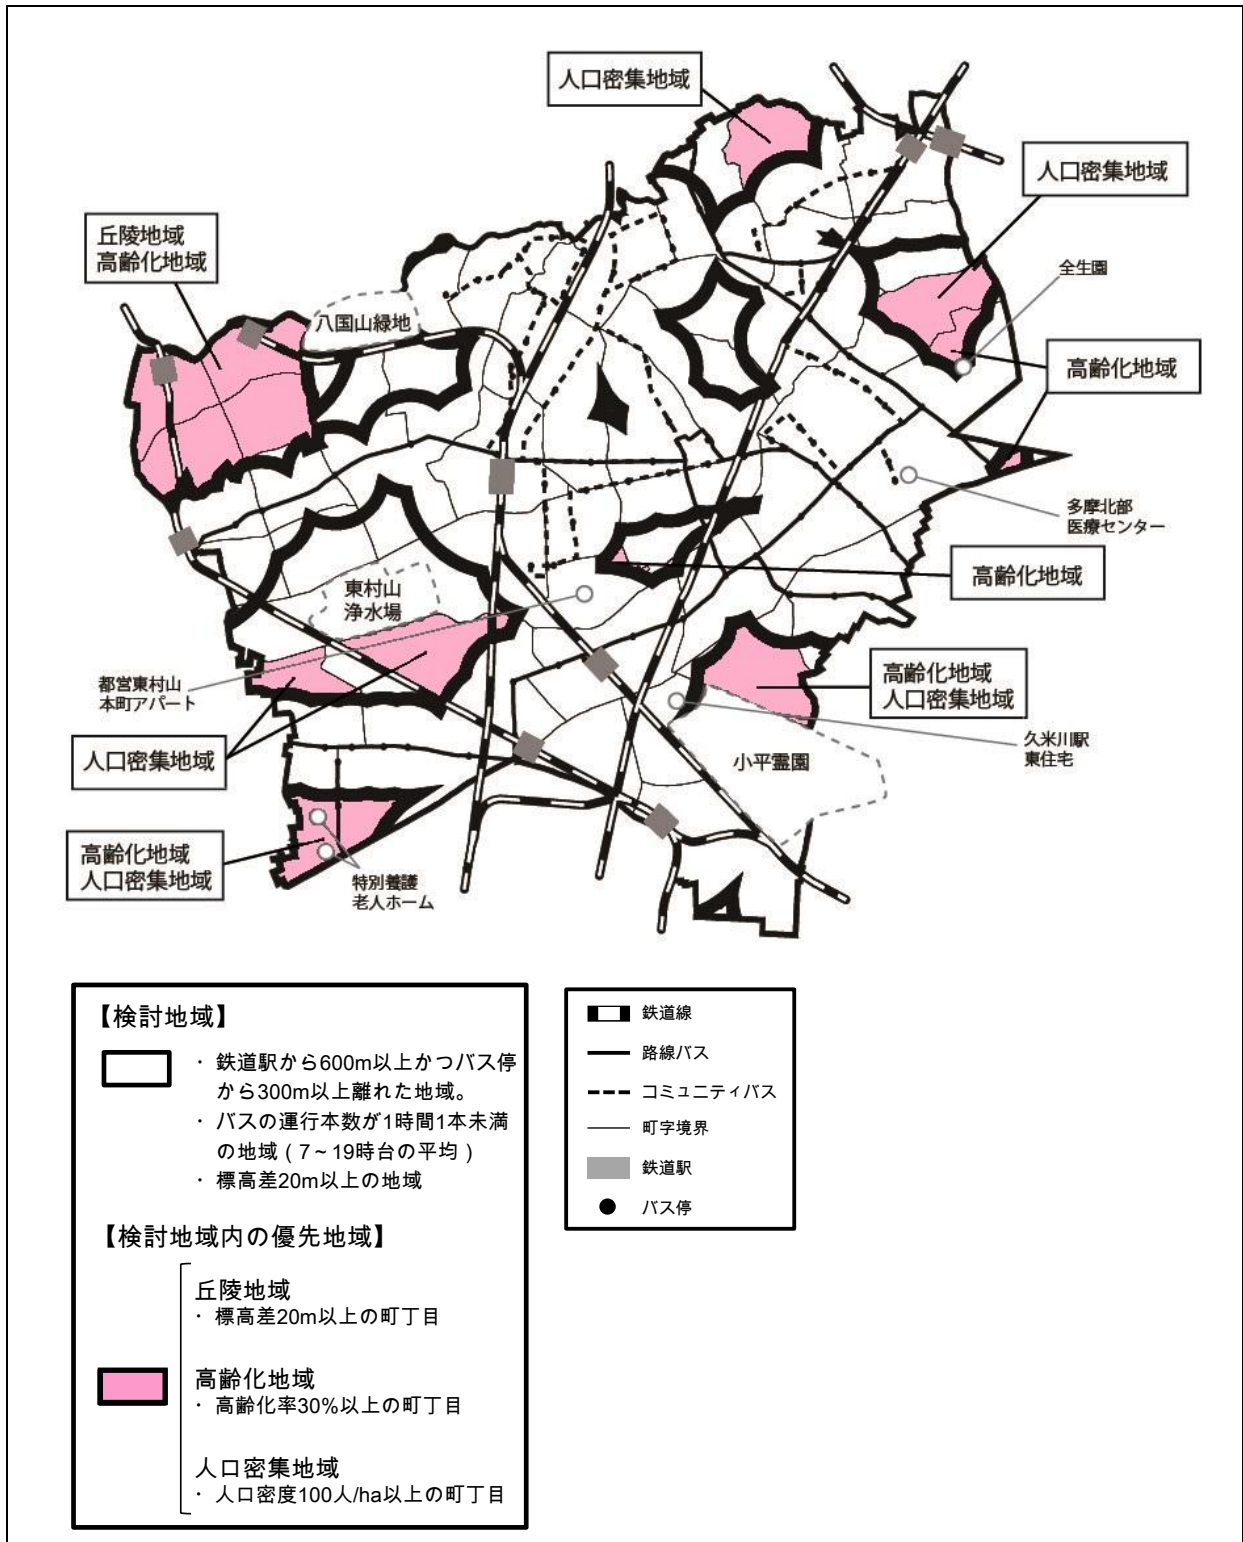 人口密集地域
人口密集地域
丘陵地域
高齢化地域
全生園
八国山緑地
高齢化地域
多摩北部
医療センター
高齢化地域
東村山
浄水場
都営東村山
本町アパート
高齢化地域
人口密集地域
久米川駅
東住宅
人口密集地域
小平霊園
高齢化地域
人口密集地域
特別養護
老人ホーム
【検討地域】
・ 鉄道駅から600m以上かつバス停
から300m以上離れた地域。
・ バスの運行本数が1時間1本未満
の地域（7~19時台の平均）
・ 標高差20m以上の地域
【検討地域内の優先地域】
丘陵地域
・ 標高差20m以上の町丁目
高齢化地域
・ 高齢化率30%以上の町丁目
人口密集地域
・ 人口密度100人/ha以上の町丁目
鉄道線
路線バス
コミュニティバス
町字境界
鉄道駅
バス停